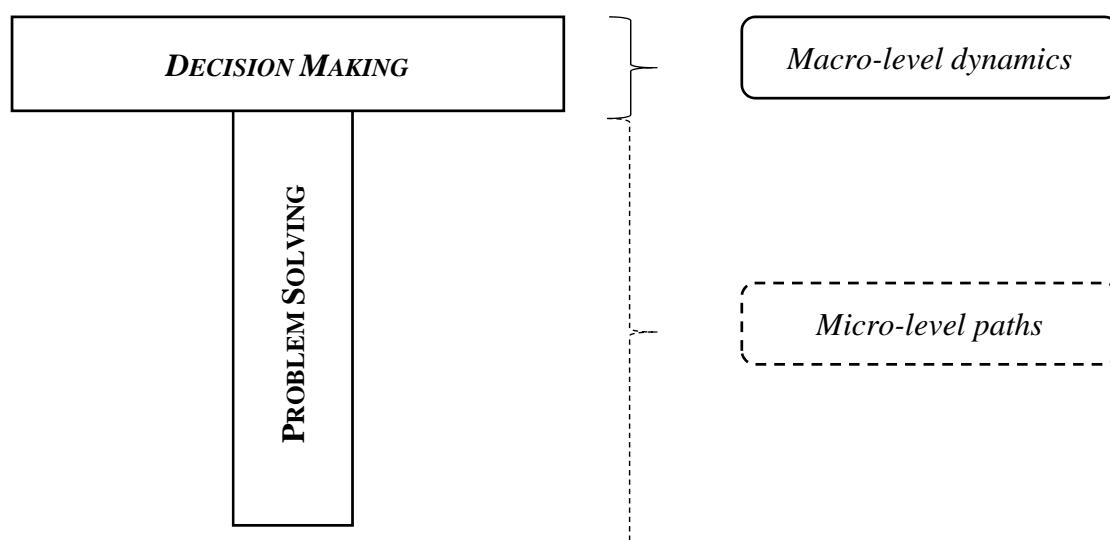 DECISION MAKING
Macro-level dynamics
PROBLEM SOLVING
Micro-level paths